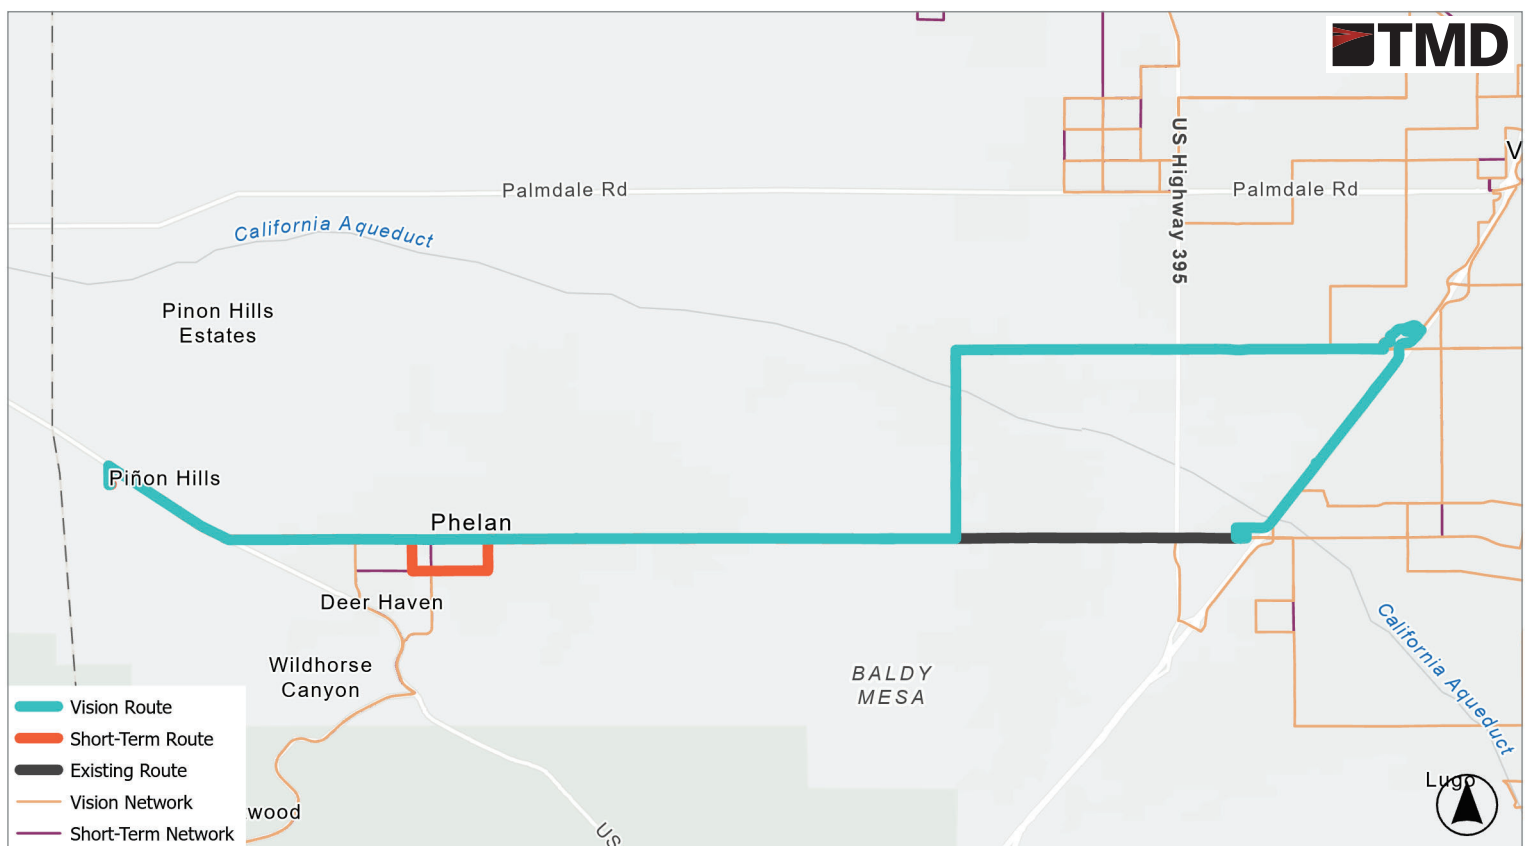 TMD
V
US Highway 395
Palmdale Rd
Palmdale Rd
California Aqueduct
Pinon Hills
Estates
Piñon Hills
Phelan
Deer Haven
Wildhorse
Canyon
BALDY
MESA
California Aqueduct
Lugo
wood
US
Vision Route
Short-Term Route
Existing Route
Vision Network
Short-Term Network